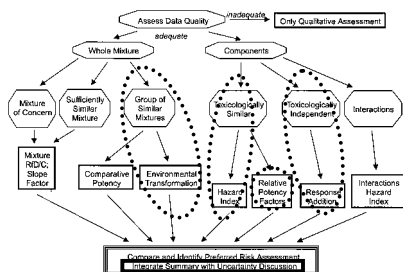 Assess Data Quality
inadequate
Only Qualitative Assessment
adequate
Whole Mixture
Components
Mixture
of Concern
Sufficiently
Similar
Mixture
Group of
Similar
Mixtures
Toxicologically
Similar
Toxicologically
Independent
Interactions
Mixture
RfD/C;
Slope
Factor
Comparative
Potency
Environmental
Transformation
Hazard
Index
Relative
Potency
Factors
Response
Addition
Interactions
Hazard
Index
Compare and Identify Preferred Risk Assessment
Integrate Summary with Uncertainty Discussion